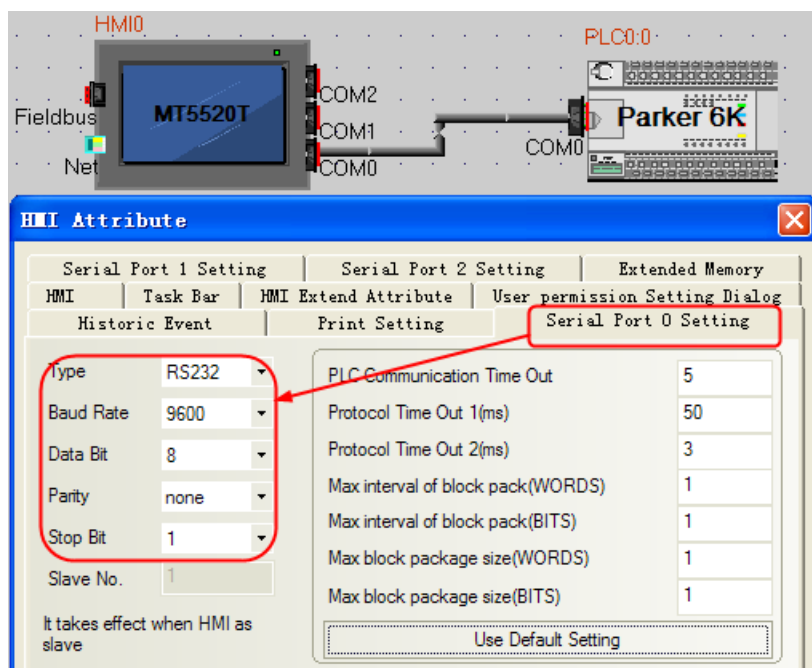 HMI0
PLC0:0
MT5520T
Parker 6K
COM2
Fieldbus
COM1
COM0
Net
COM0
HMI Attribute
Serial Port 1 Setting
Serial Port 2 Setting
Extended Memory
HMI
Task Bar
HMI Extend Attribute
User permission Setting Dialog
Historic Event
Print Setting
Serial Port 0 Setting
Type RS232
Baud Rate 9600
Data Bit 8
Parity none
Stop Bit 1
Slave No. 1
It takes effect when HMI as
slave
PLC Communication Time Out 5
Protocol Time Out 1(ms) 50
Protocol Time Out 2(ms) 3
Max interval of block pack(WORDS) 1
Max interval of block pack(BITS) 1
Max block package size(WORDS) 1
Max block package size(BITS) 1
Use Default Setting